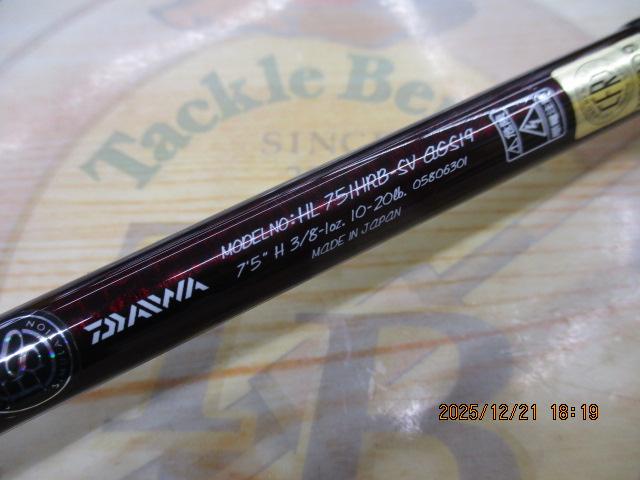 Tackle Be
SINC
MODEL NO: HL 751HRB-SV AGS19
7'5" H 3/8-1oz. 10-20lb. 05806301
MADE IN JAPAN
DAIWA
2025/12/21 18:19